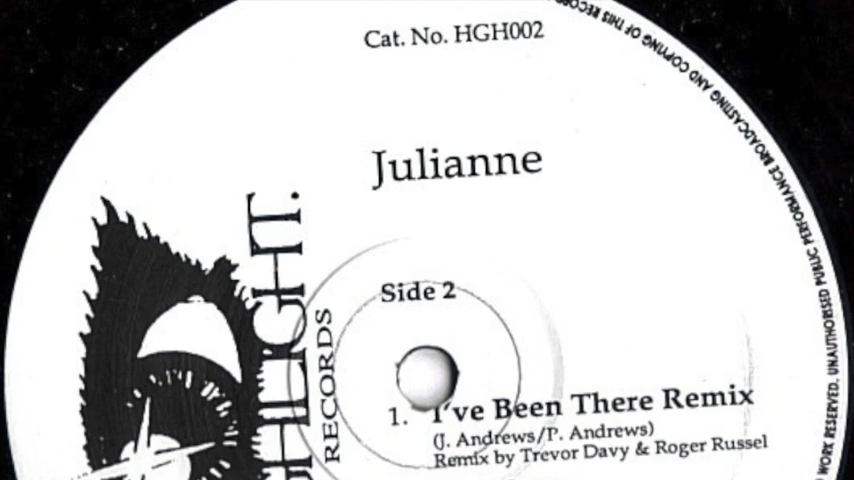 Cat. No. HGH002
Julianne
Side 2
1. I've Been There Remix
(J. Andrews/P. Andrews)
Remix by Trevor Davy & Roger Russel
HLIGHT.
RECORDS
WORK RESERVED. UNAUTHORISED PUBLIC PERFORMANCE BROADCASTING AND COPYING OF THIS RECORD